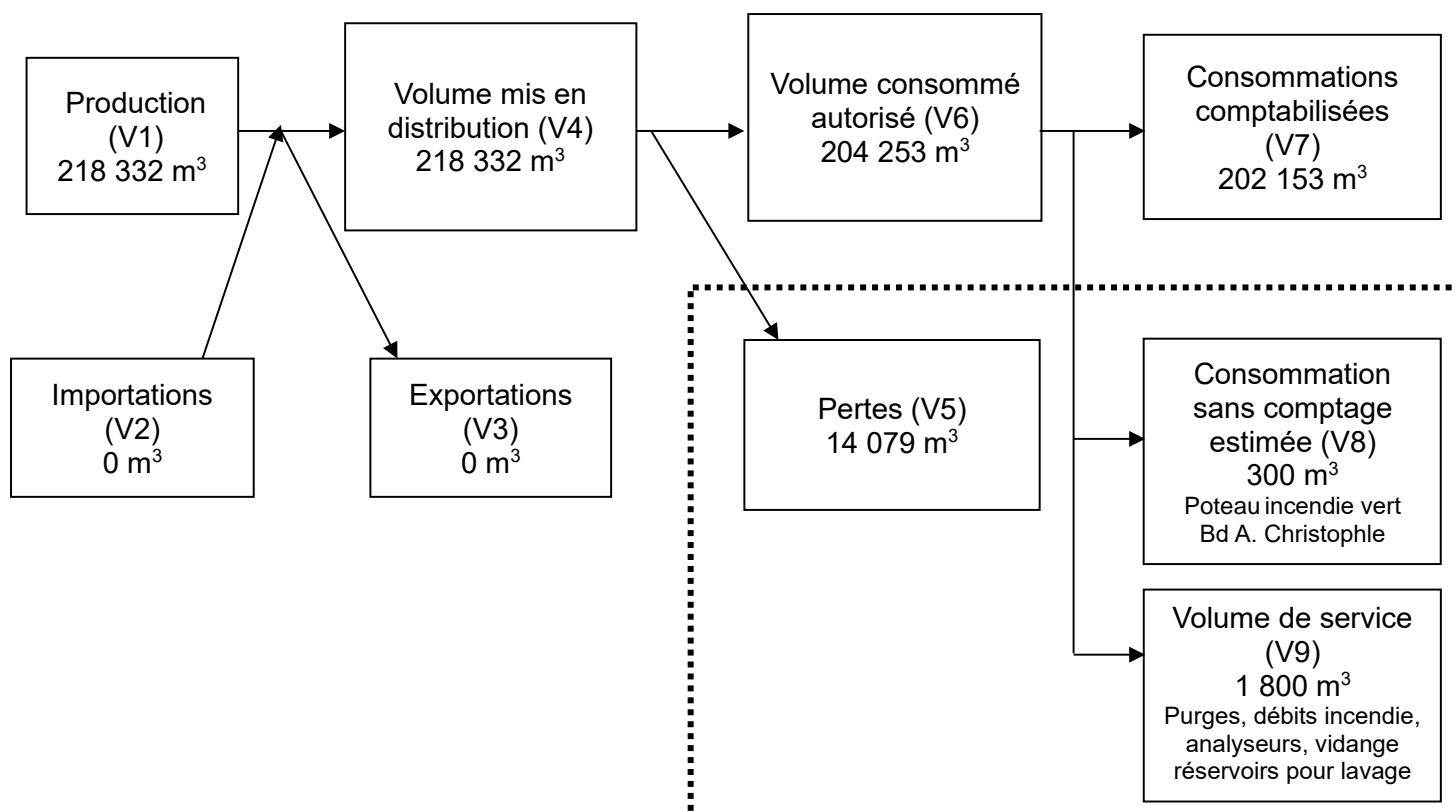 Production
(V1)
218 332 m³
Volume mis en
distribution (V4)
218 332 m³
Volume consommé
autorisé (V6)
204 253 m³
Consommations
comptabilisées
(V7)
202 153 m³
Importations
(V2)
0 m³
Exportations
(V3)
0 m³
Pertes (V5)
14 079 m³
Consommation
sans comptage
estimée (V8)
300 m³
Poteau incendie vert
Bd A. Christophle
Volume de service
(V9)
1 800 m³
Purges, débits incendie,
analyseurs, vidange
réservoirs pour lavage